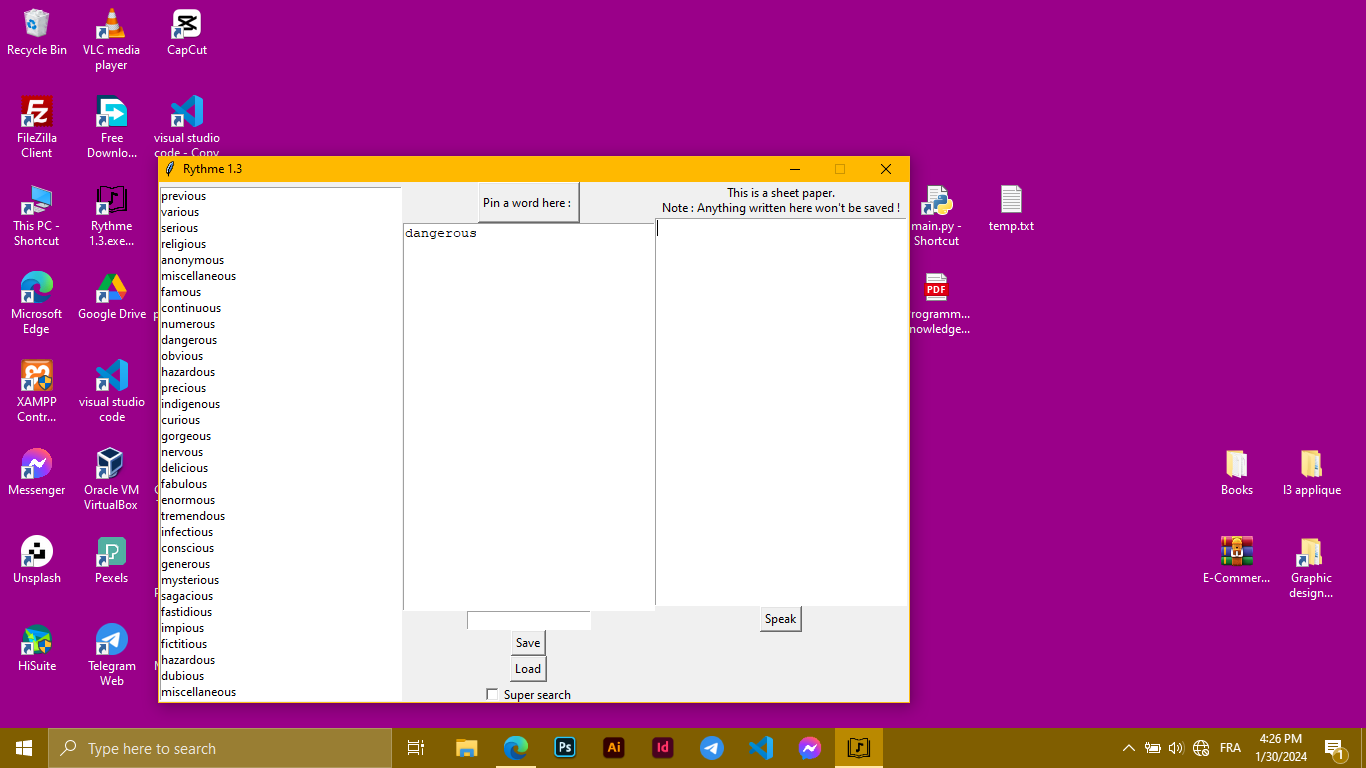 Recycle Bin
VLC media
player
CapCut
FileZilla
Client
Free
Downlo...
visual studio
code - Copy
This PC -
Shortcut
Rythme
1.3.exe...
Microsoft
Edge
Google Drive
XAMPP
Contr...
visual studio
code
Messenger
Oracle VM
VirtualBox
Unsplash
Pexels
HiSuite
Telegram
Web
Rythme 1.3
previous
various
serious
religious
anonymous
miscellaneous
famous
continuous
numerous
dangerous
obvious
hazardous
precious
indigenous
curious
gorgeous
nervous
delicious
fabulous
enormous
tremendous
infectious
conscious
generous
mysterious
sagacious
fastidious
impious
fictitious
hazardous
dubious
miscellaneous
Pin a word here :
dangerous
Save
Load
Super search
This is a sheet paper.
Note : Anything written here won't be saved !
Speak
main.py -
Shortcut
temp.txt
PDF
rogramm...
nowledge...
Books
I3 applique
E-Commer...
Graphic
design...
Type here to search
Ps
Ai
Id
FRA
4:26 PM
1/30/2024
1